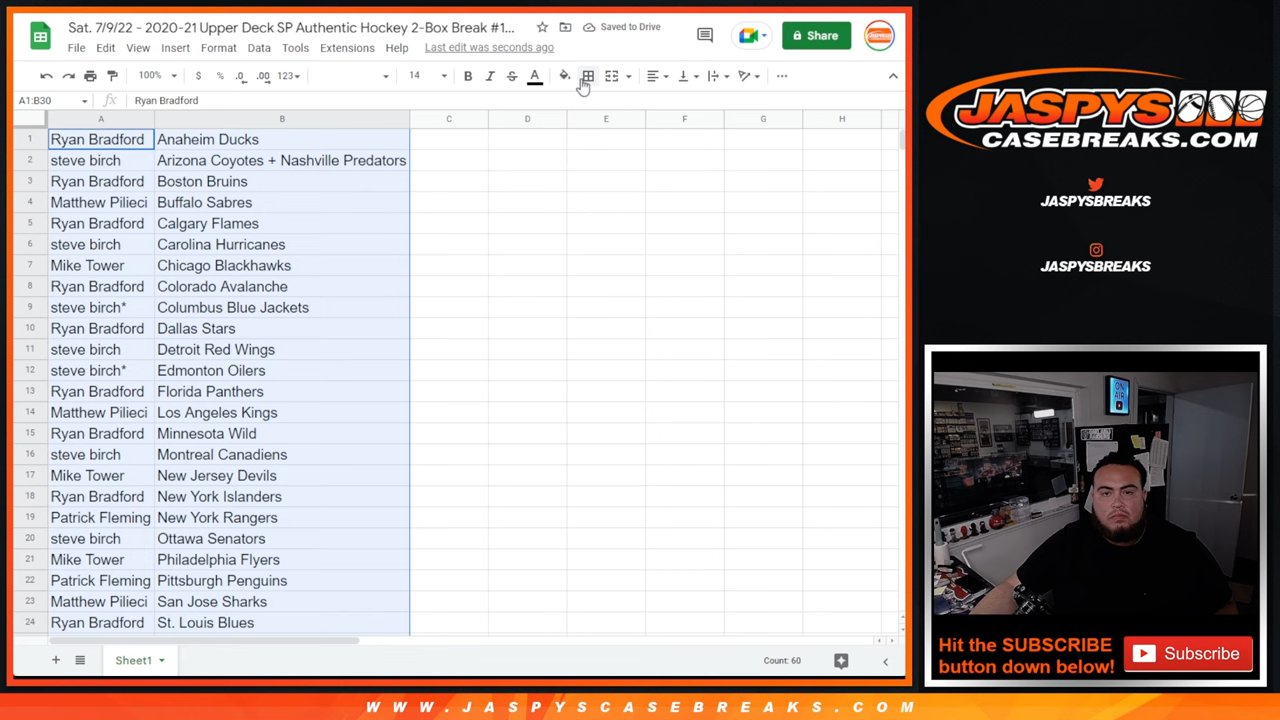 Sat. 7/9/22 - 2020-21 Upper Deck SP Authentic Hockey 2-Box Break #1...
Saved to Drive
Share
File Edit View Insert Format Data Tools Extensions Help Last edit was seconds ago
100% $ % .0 .00 123 14 B I S A
A1:B30 fx Ryan Bradford
A B C D E F G H
1 Ryan Bradford Anaheim Ducks
2 steve birch Arizona Coyotes + Nashville Predators
3 Ryan Bradford Boston Bruins
4 Matthew Pilieci Buffalo Sabres
5 Ryan Bradford Calgary Flames
6 steve birch Carolina Hurricanes
7 Mike Tower Chicago Blackhawks
8 Ryan Bradford Colorado Avalanche
9 steve birch* Columbus Blue Jackets
10 Ryan Bradford Dallas Stars
11 steve birch Detroit Red Wings
12 steve birch* Edmonton Oilers
13 Ryan Bradford Florida Panthers
14 Matthew Pilieci Los Angeles Kings
15 Ryan Bradford Minnesota Wild
16 steve birch Montreal Canadiens
17 Mike Tower New Jersey Devils
18 Ryan Bradford New York Islanders
19 Patrick Fleming New York Rangers
20 steve birch Ottawa Senators
21 Mike Tower Philadelphia Flyers
22 Patrick Fleming Pittsburgh Penguins
23 Matthew Pilieci San Jose Sharks
24 Ryan Bradford St. Louis Blues
Sheet1
Count: 60
JASPYS
CASEBREAKS.COM
JASPYSBREAKS
JASPYSBREAKS
ON AIR
Hit the SUBSCRIBE
button down below!
Subscribe
WWW.JASPYSCASEBREAKS.COM